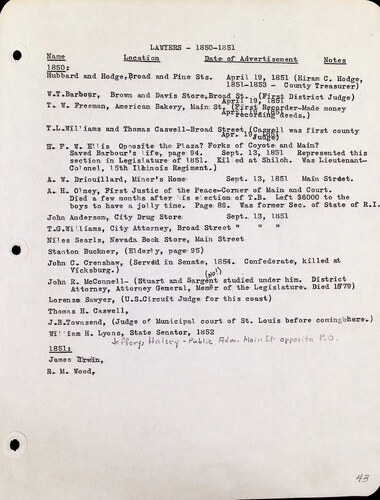 LAWYERS - 1850-1851
Name Location Date of Advertisement Notes
1850:
Hubbard and Hodge,Broad and Pine Sts. April 19, 1851 (Hiram C. Hodge,
1851-1853 - County Treasurer)
W.T.Barbour, Brown and Davis Store,Broad St. (First District Judge)
April 19, 1851
T. W. Freeman, American Bakery, Main St. (First Recorder-Made money
April 19, 1851 recording deeds.)
T.L.Williams and Thomas Caswell-Broad Street (Caswell was first county
April 19, 1851 Judge)
E. F. W. Ellis Opposite the Plaza? Forks of Coyote and Main?
Saved Barbour's life, page 94. Sept. 13, 1851 Represented this
section in Legislature of 1851. Killed at Shiloh. Was Lieutenant-
Colonel, 15th Illinois Regiment.)
A. W. Driouillard, Miner's Home Sept. 13, 1851 Main Street.
A. H. Olney, First Justice of the Peace-Corner of Main and Court.
Died a few months after his election of T.B. Left $6000 to the
boys to have a jolly time. Page 86. Was former Sec. of State of R.I.
John Anderson, City Drug Store Sept. 13, 1851
T.G.Williams, City Attorney, Broad Street " " "
Niles Searls, Nevada Book Store, Main Street
Stanton Buckner, (Elderly, page 95)
John C. Crenshaw, (Served in Senate, 1854. Confederate, killed at
Vicksburg.)
(No!)
John R. McConnell- (Stuart and Sargent studied under him. District
Attorney, Attorney General, Member of the Legislature. Died 1879)
Lorenzo Sawyer, (U.S.Circuit Judge for this coast)
Thomas H. Caswell,
J.B.Townsend, (Judge of Municipal court of St. Louis before coming here.)
William H. Lyons, State Senator, 1852
Jeffery, Halsey - Public Adm. Main St opposite P.O.
1851:
James Erwin,
R. M. Wood,
43